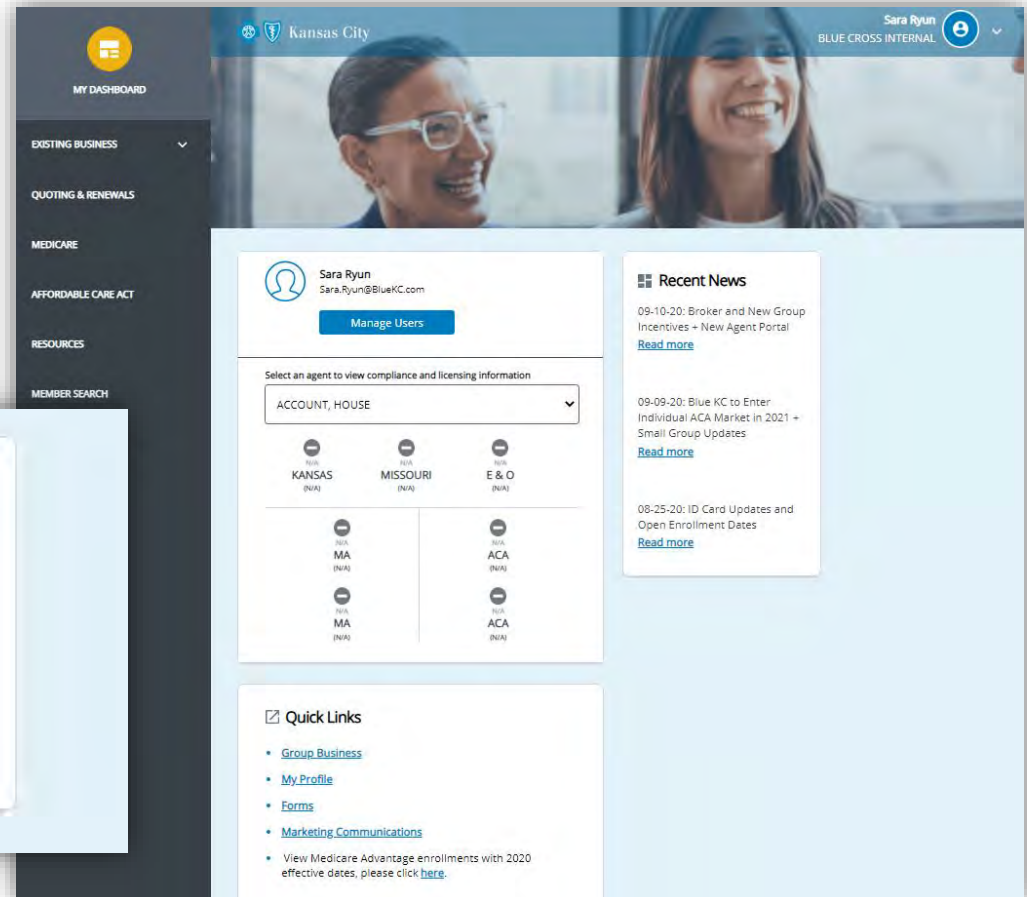 MY DASHBOARD
EXISTING BUSINESS
QUOTING & RENEWALS
MEDICARE
AFFORDABLE CARE ACT
RESOURCES
MEMBER SEARCH
Kansas City
Sara Ryun
BLUE CROSS INTERNAL
Sara Ryun
Sara.Ryun@BlueKC.com
Manage Users
Select an agent to view compliance and licensing information
ACCOUNT, HOUSE
N/A N/A N/A
KANSAS MISSOURI E & O
(N/A) (N/A) (N/A)
N/A N/A
MA ACA
(N/A) (N/A)
N/A N/A
MA ACA
(N/A) (N/A)
Quick Links
Group Business
My Profile
Forms
Marketing Communications
View Medicare Advantage enrollments with 2020
effective dates, please click here.
Recent News
09-10-20: Broker and New Group
Incentives + New Agent Portal
Read more
09-09-20: Blue KC to Enter
Individual ACA Market in 2021 +
Small Group Updates
Read more
08-25-20: ID Card Updates and
Open Enrollment Dates
Read more